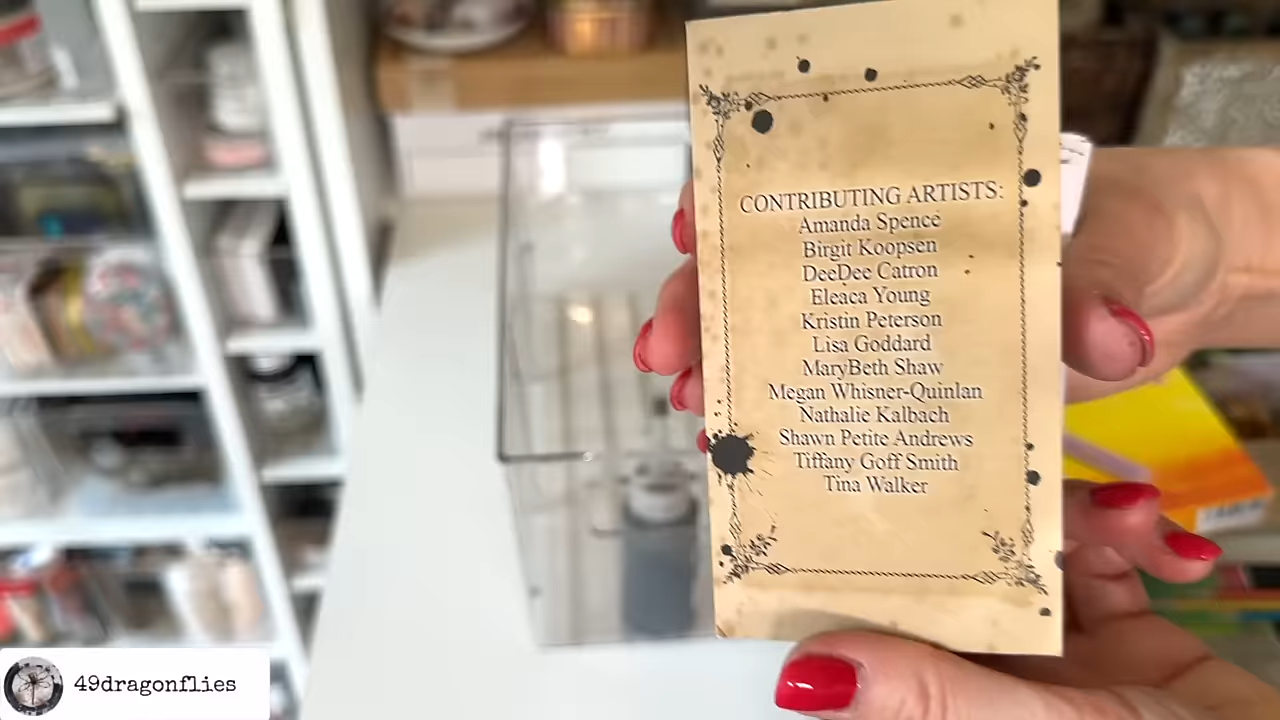 CONTRIBUTING ARTISTS:
Amanda Spence
Birgit Koopsen
DeeDee Catron
Eleaca Young
Kristin Peterson
Lisa Goddard
MaryBeth Shaw
Megan Whisner-Quinlan
Nathalie Kalbach
Shawn Petite Andrews
Tiffany Goff Smith
Tina Walker
49dragonflies